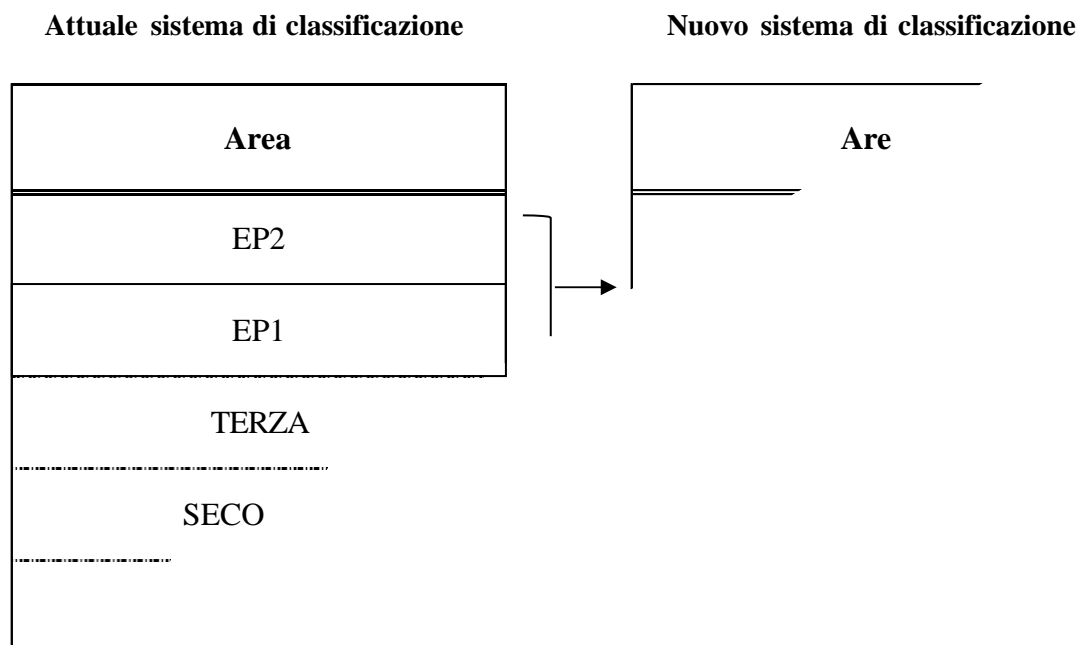 Attuale sistema di classificazione
Nuovo sistema di classificazione
Area
Are
EP2
EP1
TERZA
SECO